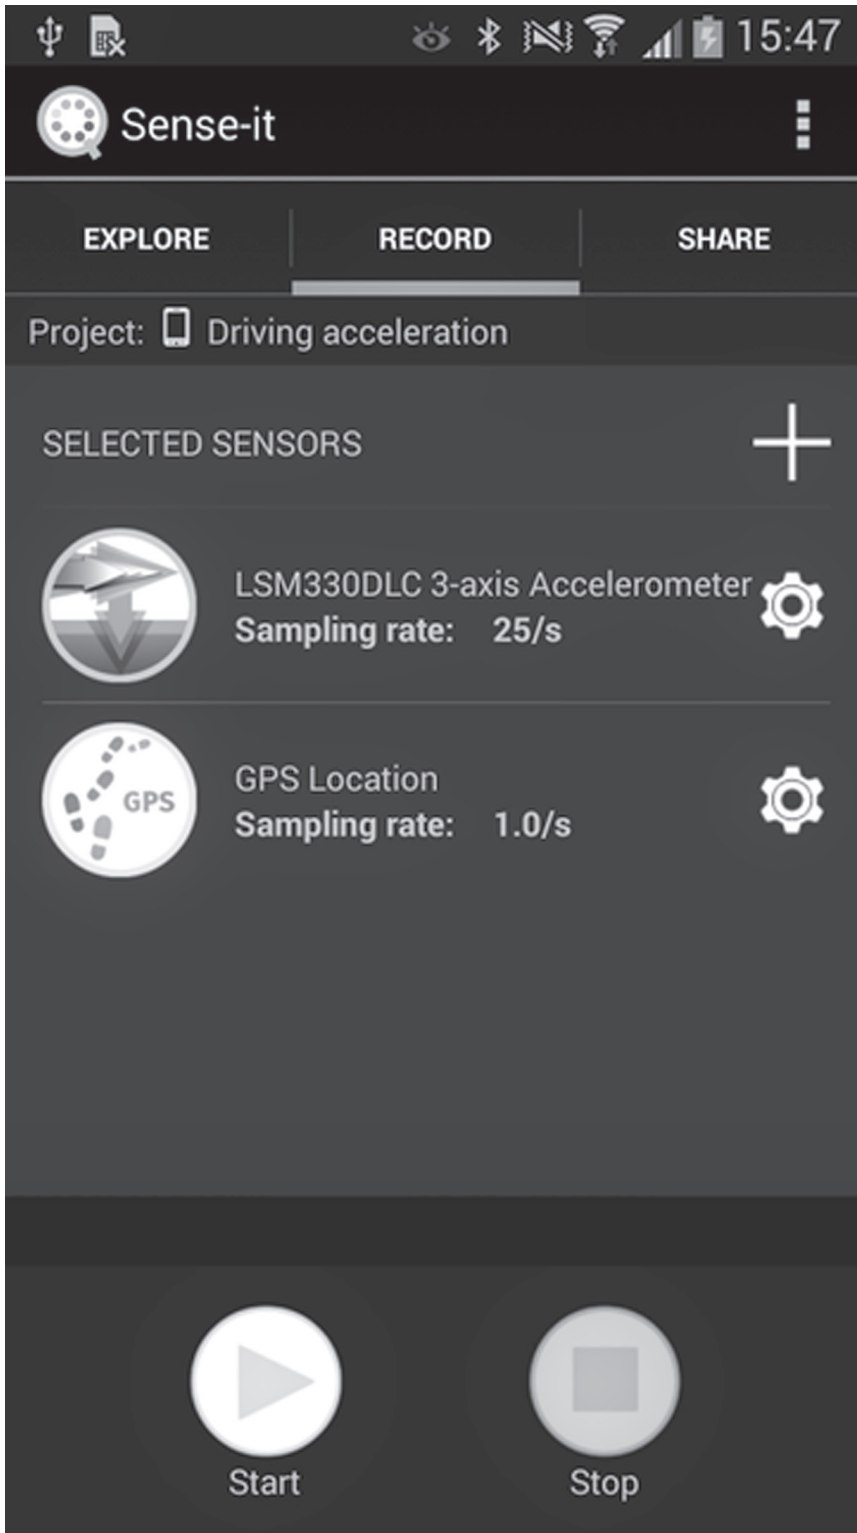 15:47
Sense-it
EXPLORE RECORD SHARE
Project: Driving acceleration
SELECTED SENSORS
LSM330DLC 3-axis Accelerometer
Sampling rate: 25/s
GPS
GPS Location
Sampling rate: 1.0/s
Start Stop